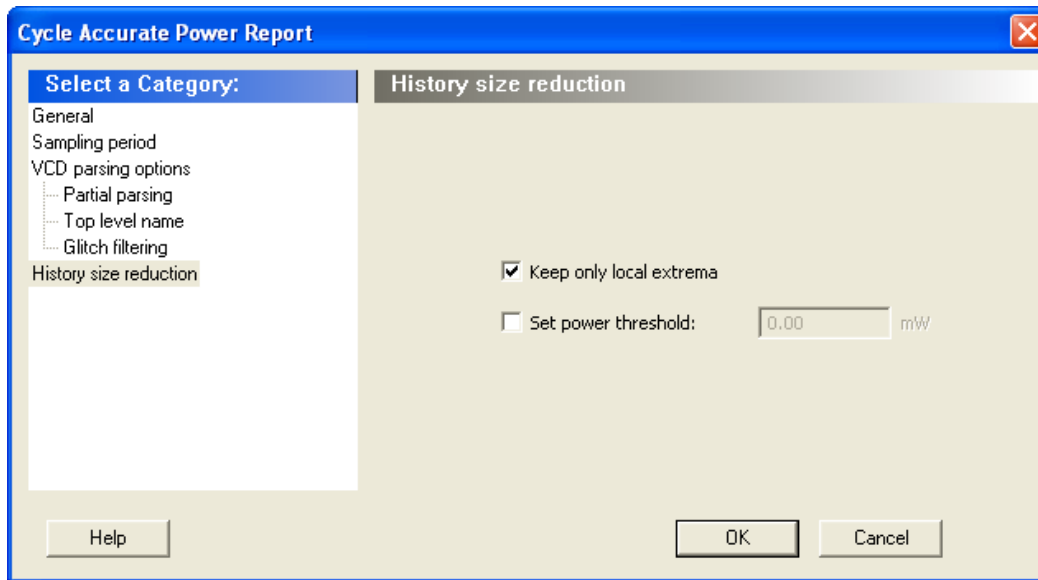 Cycle Accurate Power Report
Select a Category:
General
Sampling period
VCD parsing options
Partial parsing
Top level name
Glitch filtering
History size reduction
History size reduction
Keep only local extrema
Set power threshold: 0.00 mW
Help
OK
Cancel